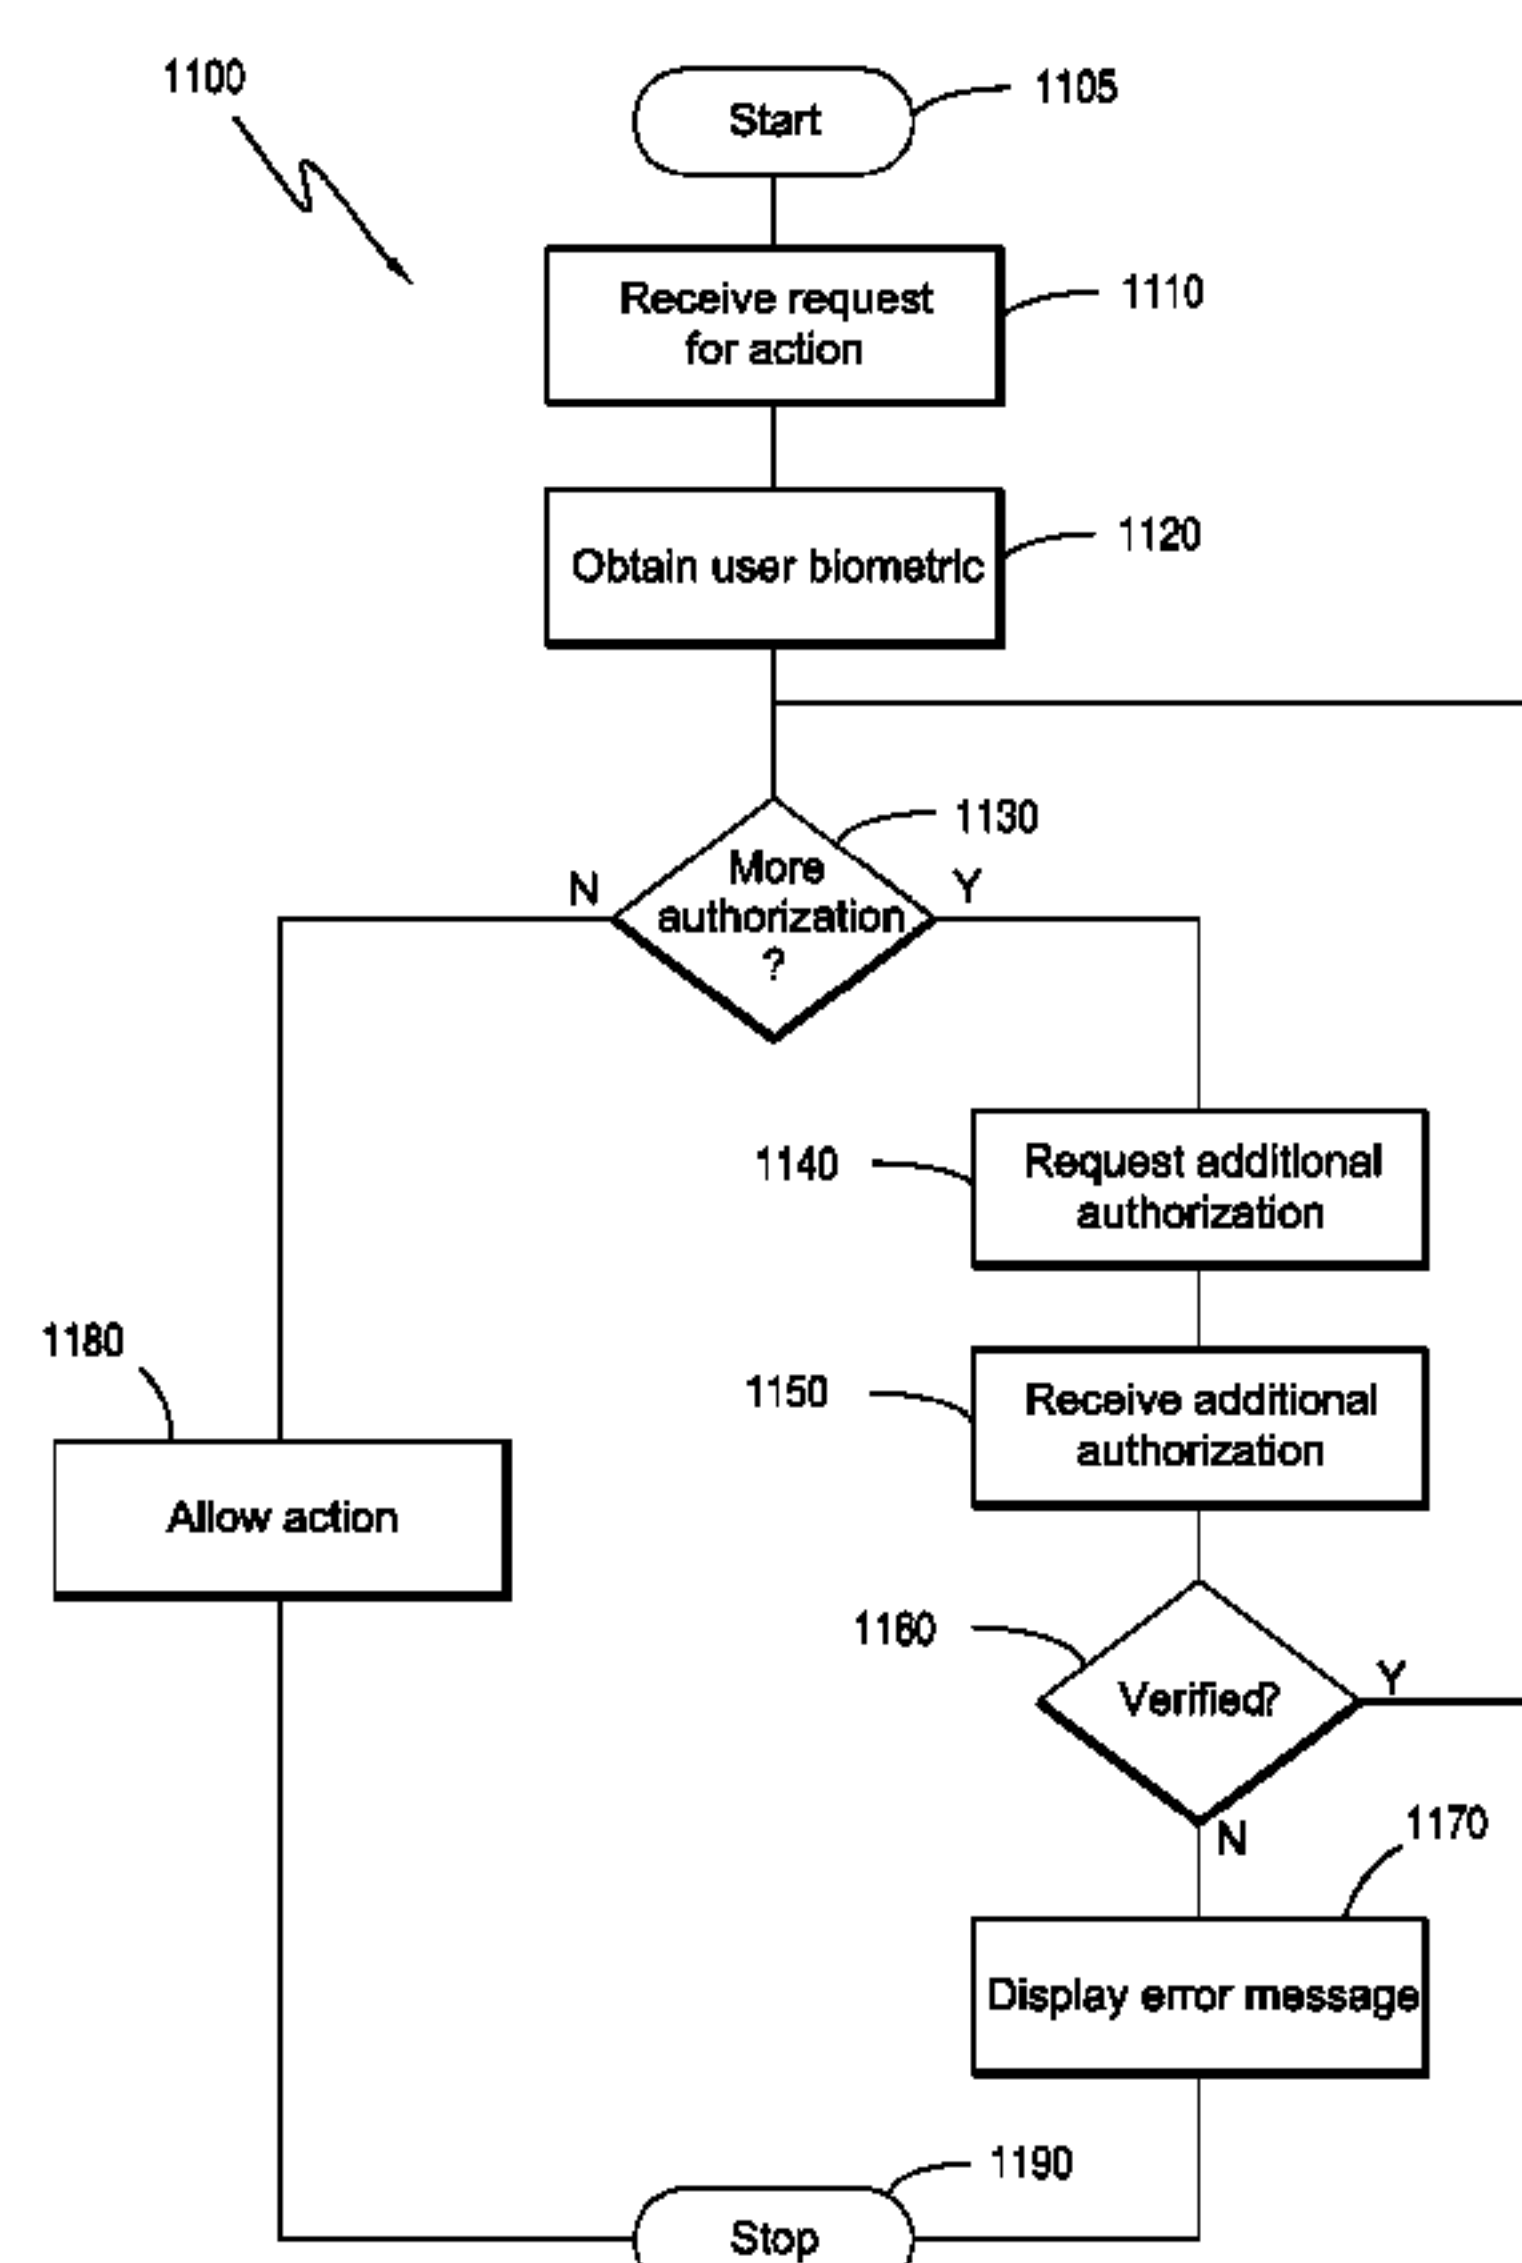 1100
Start
1105
Receive request
for action
1110
Obtain user biometric
1120
1130
N
More
authorization
?
Y
1140
Request additional
authorization
1150
Receive additional
authorization
1180
Allow action
1160
Verified?
Y
N
1170
Display error message
1190
Stop